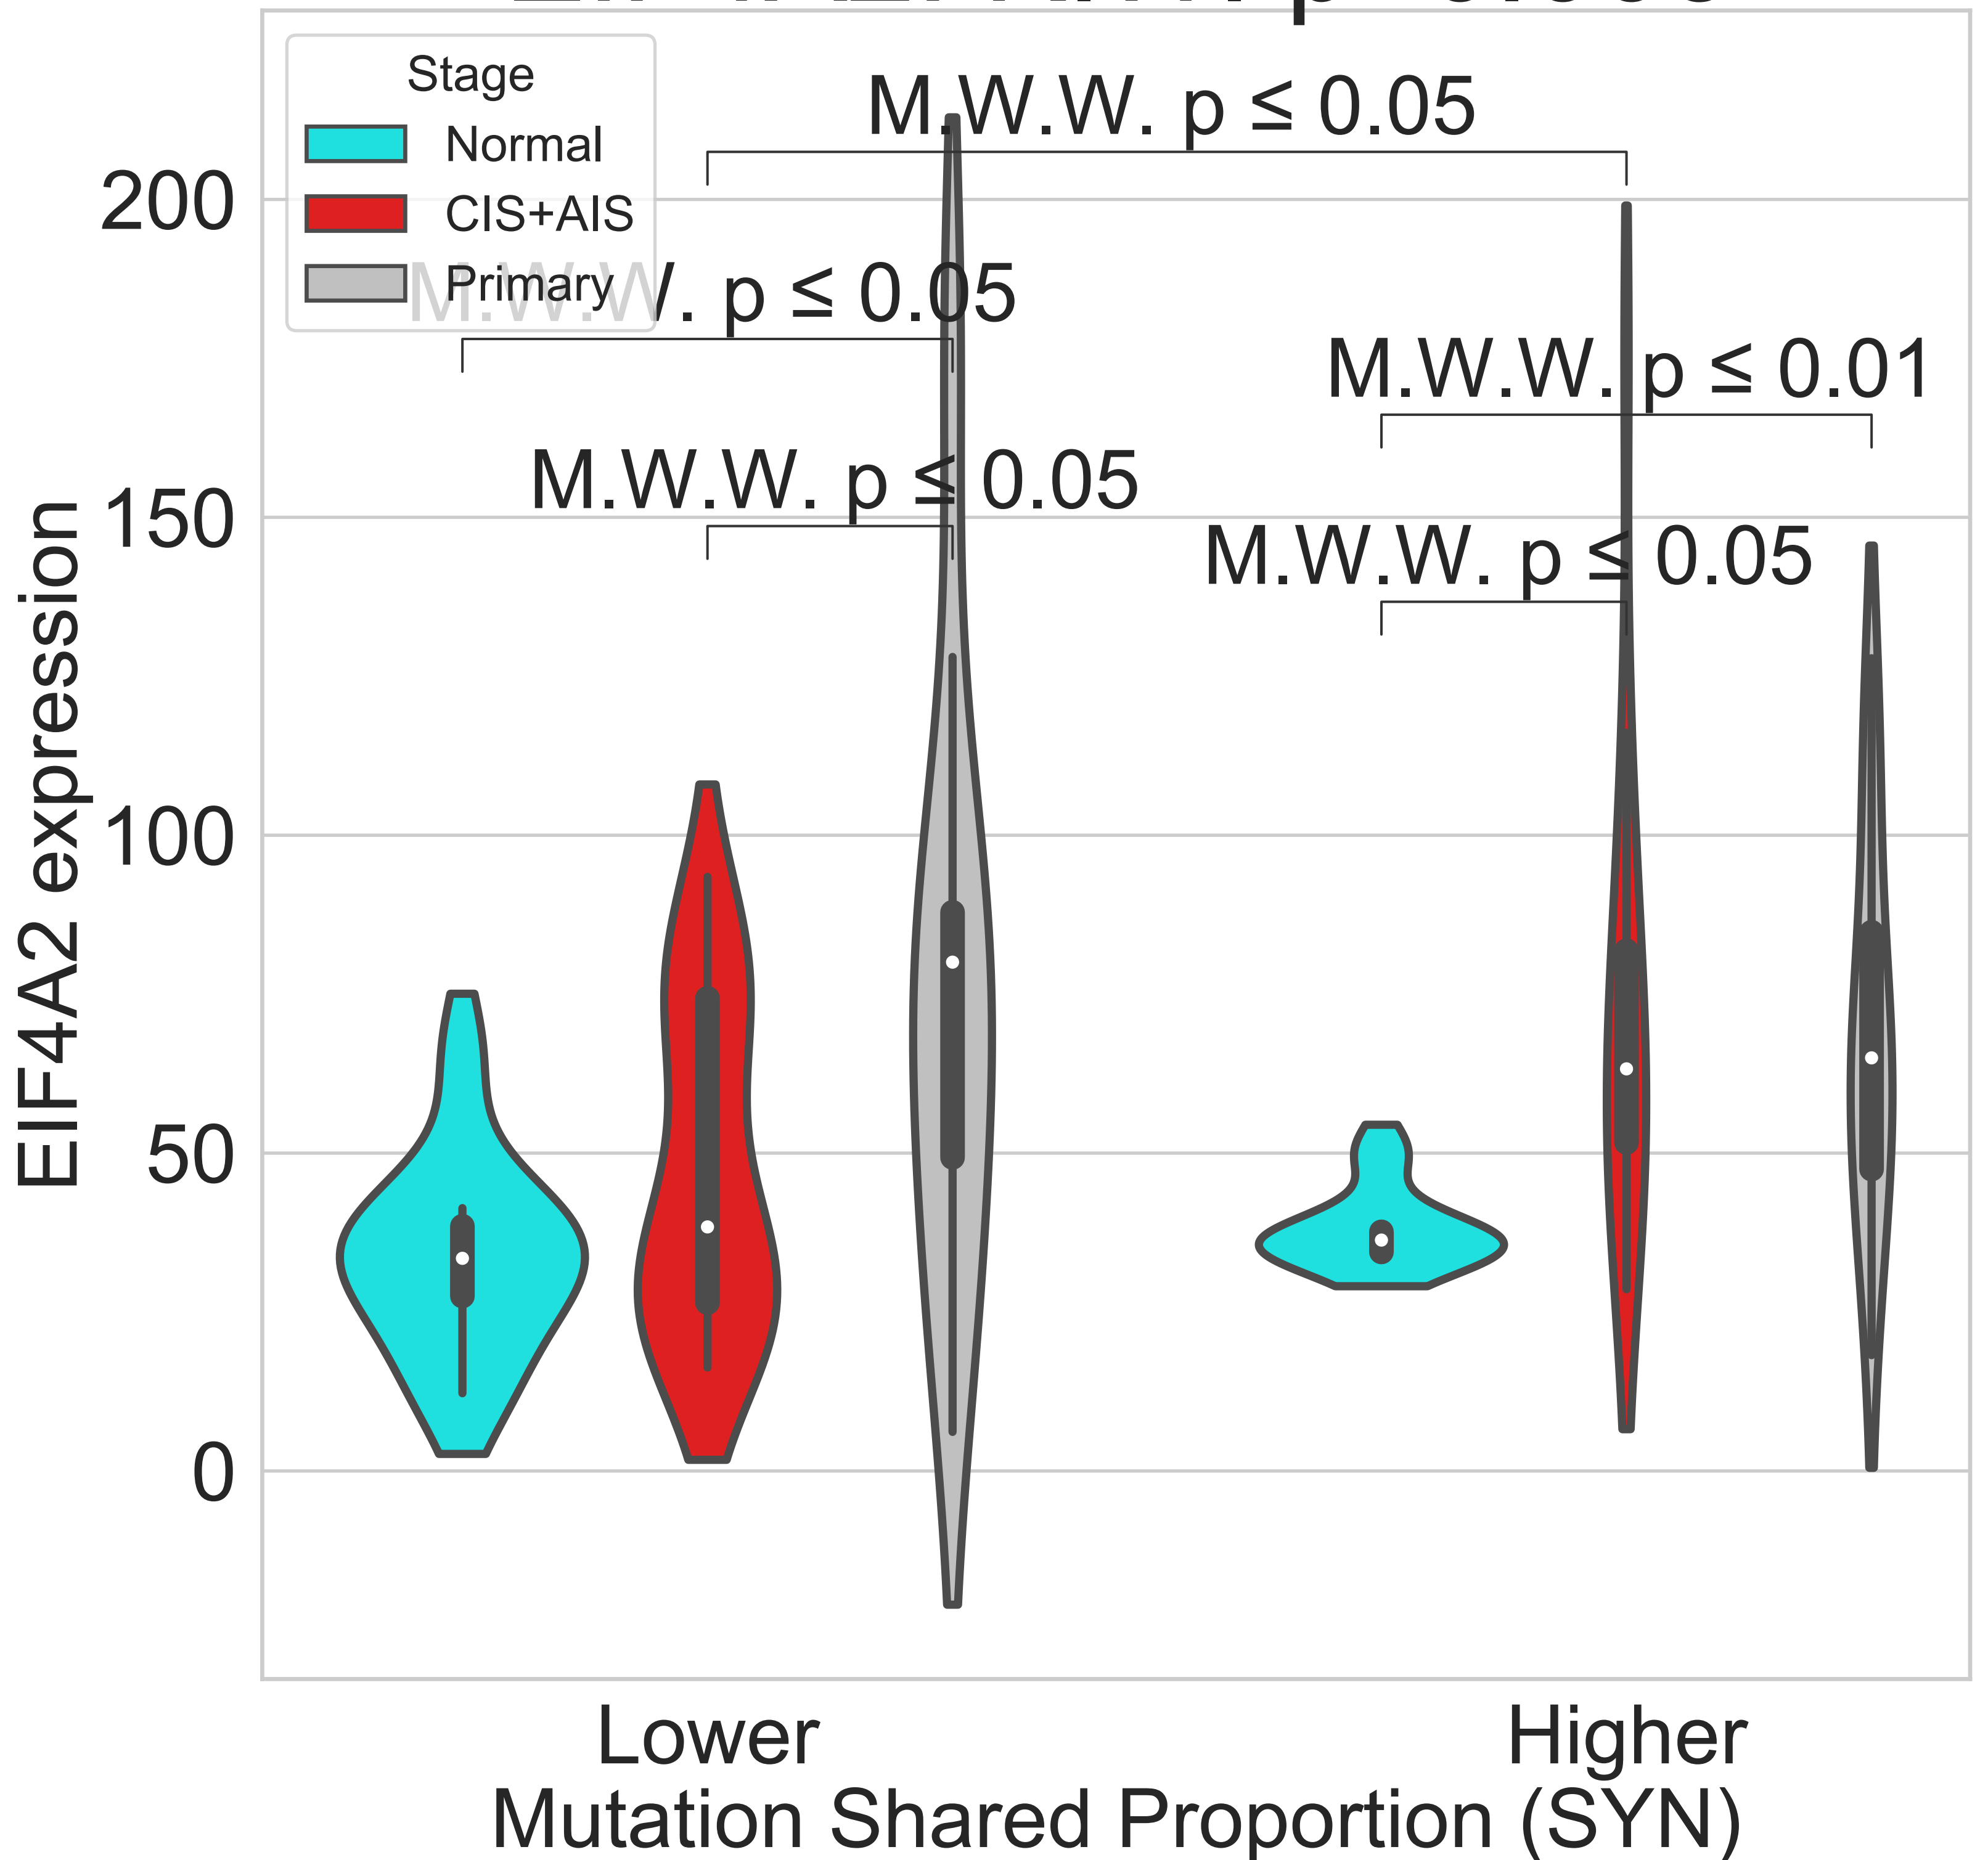 Stage
Normal
CIS+AIS
Primary
M.W.W. p ≤ 0.05
M.W.W. p ≤ 0.05
M.W.W. p ≤ 0.01
M.W.W. p ≤ 0.05
M.W.W. p ≤ 0.05
EIF4A2 expression
200
150
100
50
0
Lower
Higher
Mutation Shared Proportion (SYN)